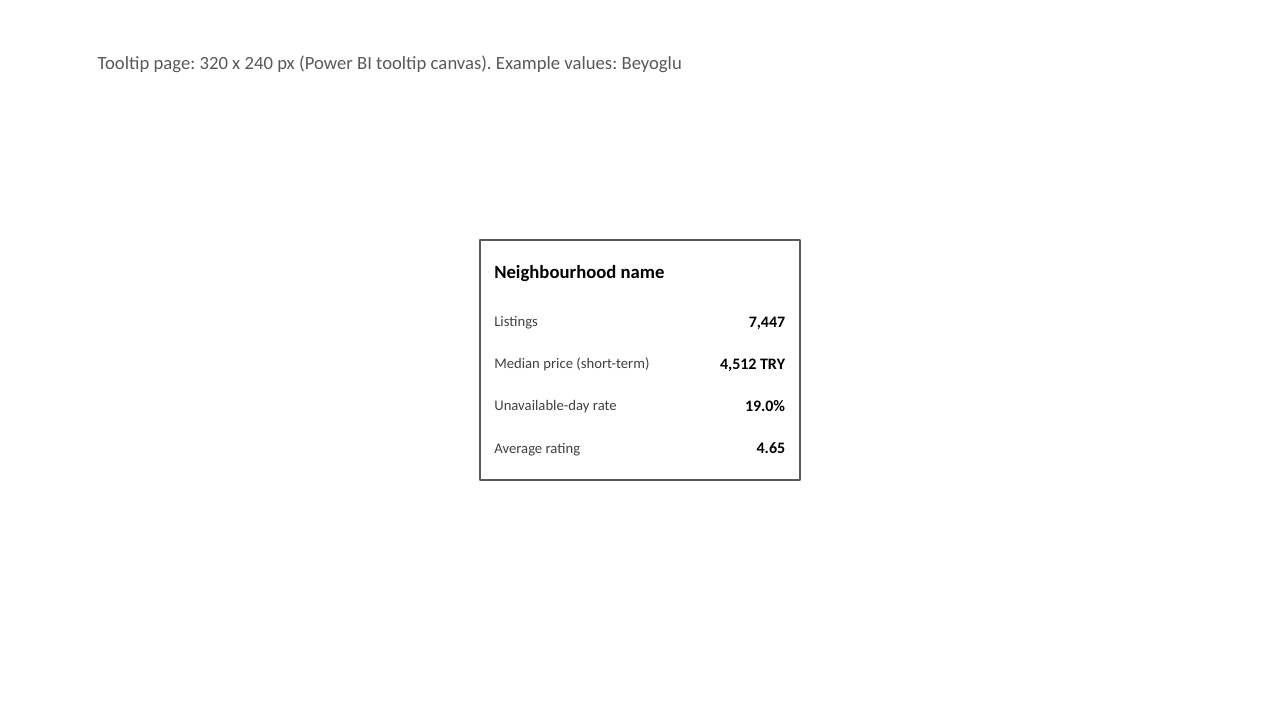 Tooltip page: 320 x 240 px (Power BI tooltip canvas). Example values: Beyoglu
Neighbourhood name
Listings 7,447
Median price (short-term) 4,512 TRY
Unavailable-day rate 19.0%
Average rating 4.65